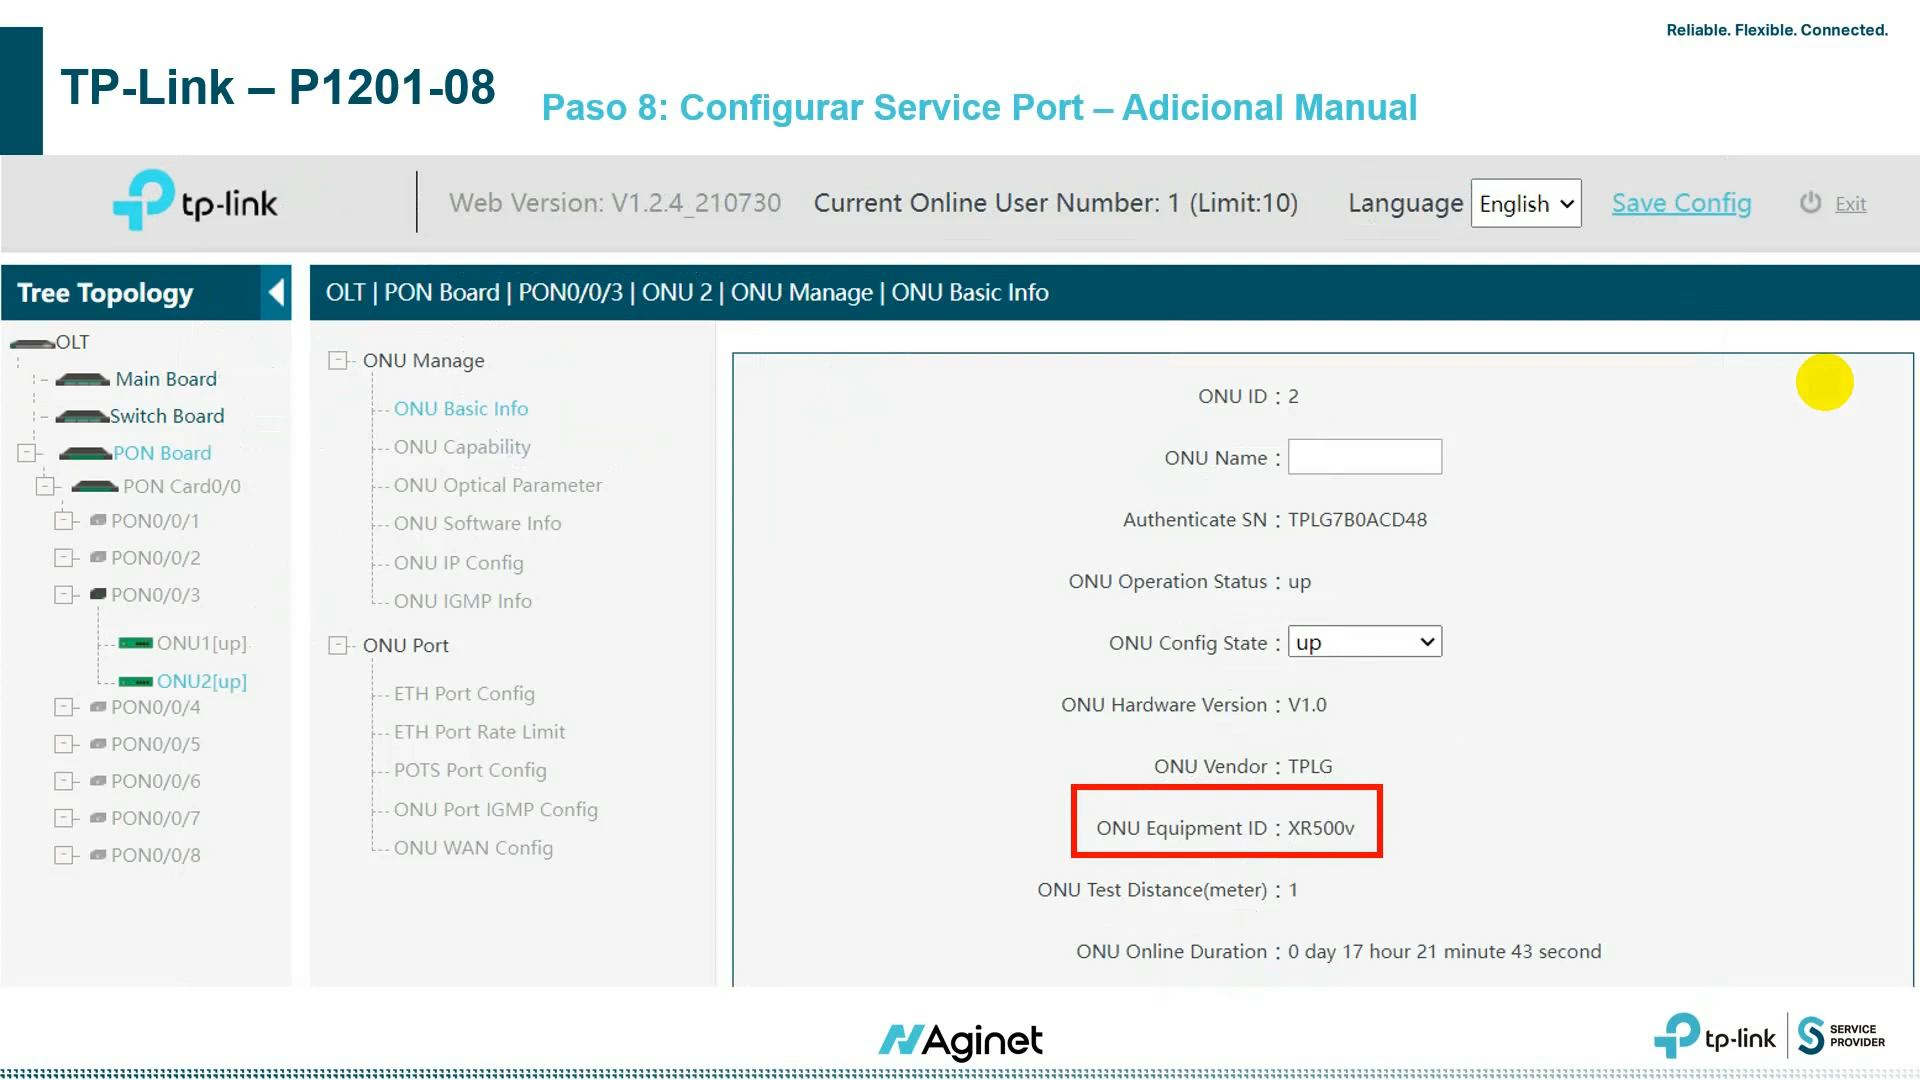 Reliable. Flexible. Connected.
TP-Link – P1201-08
Paso 8: Configurar Service Port – Adicional Manual
tp-link
Web Version: V1.2.4_210730
Current Online User Number: 1 (Limit:10)
Language English
Save Config
Exit
Tree Topology
OLT | PON Board | PON0/0/3 | ONU 2 | ONU Manage | ONU Basic Info
OLT
Main Board
Switch Board
PON Board
PON Card0/0
PON0/0/1
PON0/0/2
PON0/0/3
ONU1[up]
ONU2[up]
PON0/0/4
PON0/0/5
PON0/0/6
PON0/0/7
PON0/0/8
ONU Manage
ONU Basic Info
ONU Capability
ONU Optical Parameter
ONU Software Info
ONU IP Config
ONU IGMP Info
ONU Port
ETH Port Config
ETH Port Rate Limit
POTS Port Config
ONU Port IGMP Config
ONU WAN Config
ONU ID : 2
ONU Name :
Authenticate SN : TPLG7B0ACD48
ONU Operation Status : up
ONU Config State : up
ONU Hardware Version : V1.0
ONU Vendor : TPLG
ONU Equipment ID : XR500v
ONU Test Distance(meter) : 1
ONU Online Duration : 0 day 17 hour 21 minute 43 second
Aginet
tp-link
SERVICE
PROVIDER